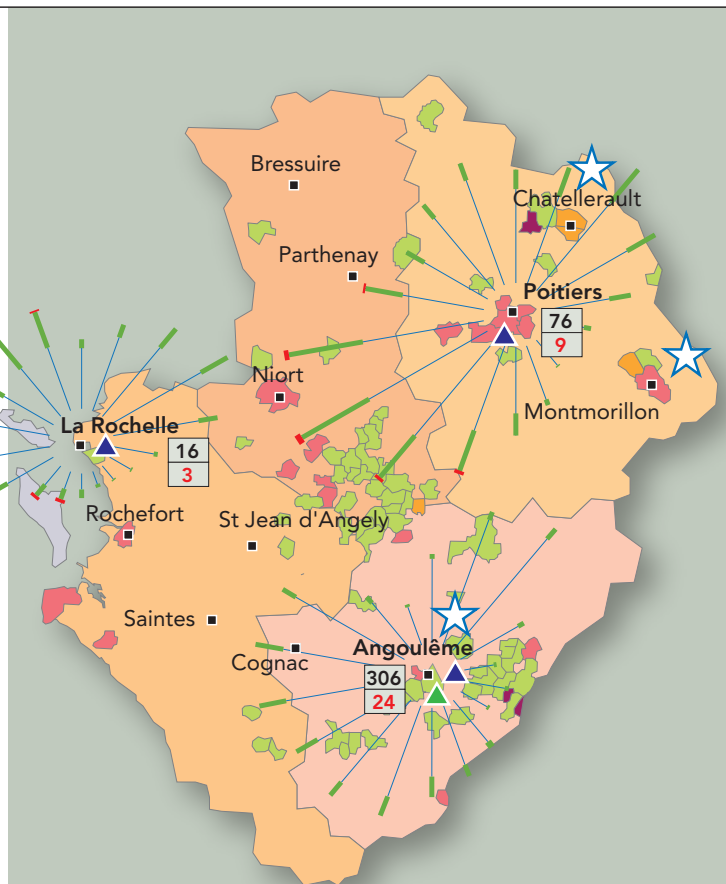 Bressuire
Chatellerault
Parthenay
Poitiers
76
9
Niort
Montmorillon
La Rochelle
16
3
Rochefort
St Jean d'Angely
Saintes
Cognac
Angoulême
306
24